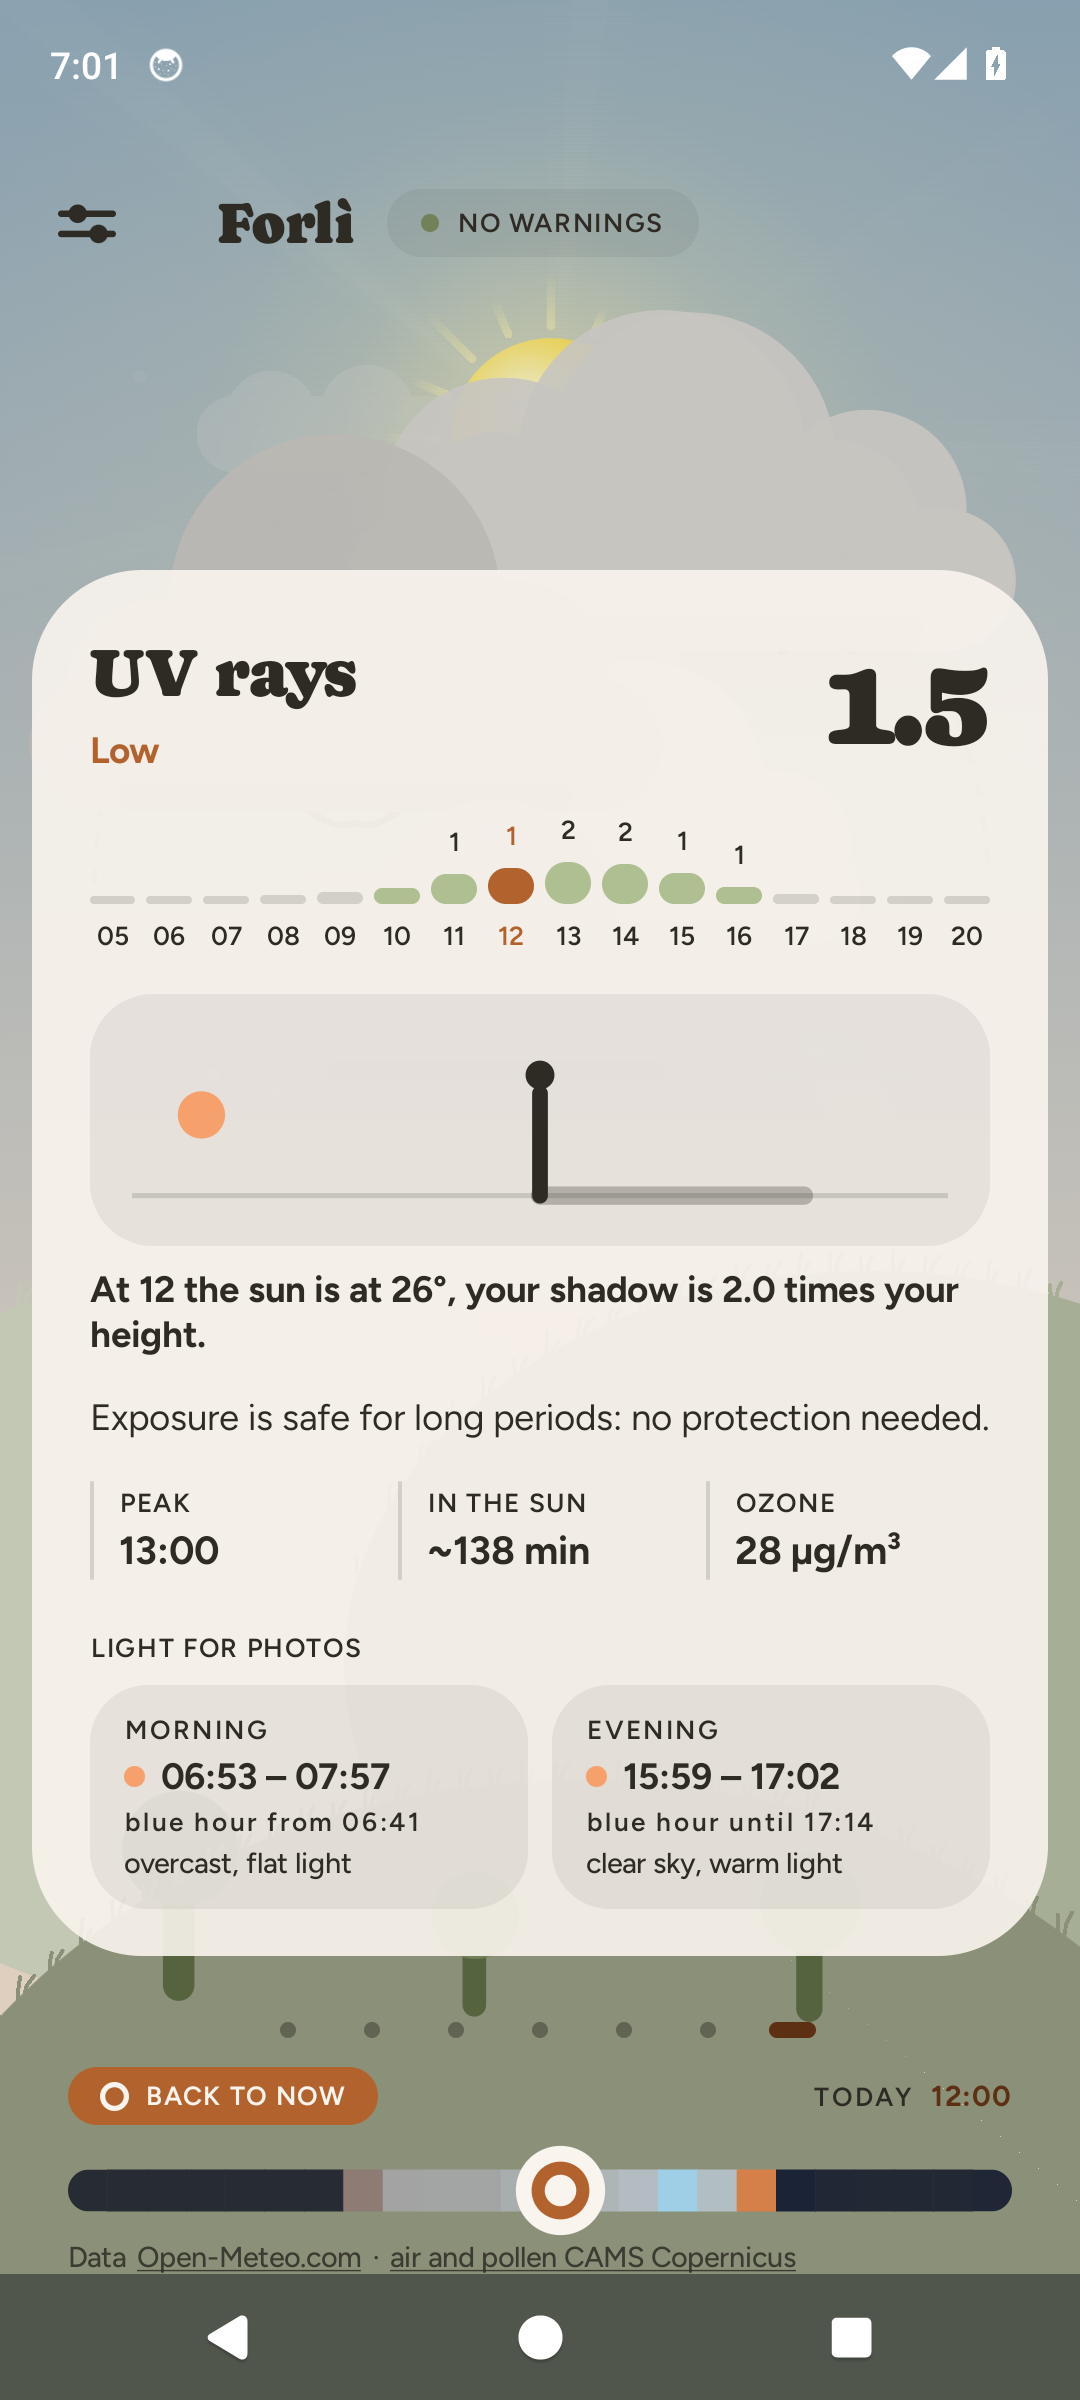 7:01
Forlì
NO WARNINGS
UV rays
1.5
Low
1 1 2 2 1 1
05 06 07 08 09 10 11 12 13 14 15 16 17 18 19 20
At 12 the sun is at 26°, your shadow is 2.0 times your
height.
Exposure is safe for long periods: no protection needed.
PEAK IN THE SUN OZONE
13:00 ~138 min 28 µg/m³
LIGHT FOR PHOTOS
MORNING
06:53 – 07:57
blue hour from 06:41
overcast, flat light
EVENING
15:59 – 17:02
blue hour until 17:14
clear sky, warm light
BACK TO NOW
TODAY 12:00
Data Open-Meteo.com · air and pollen CAMS Copernicus